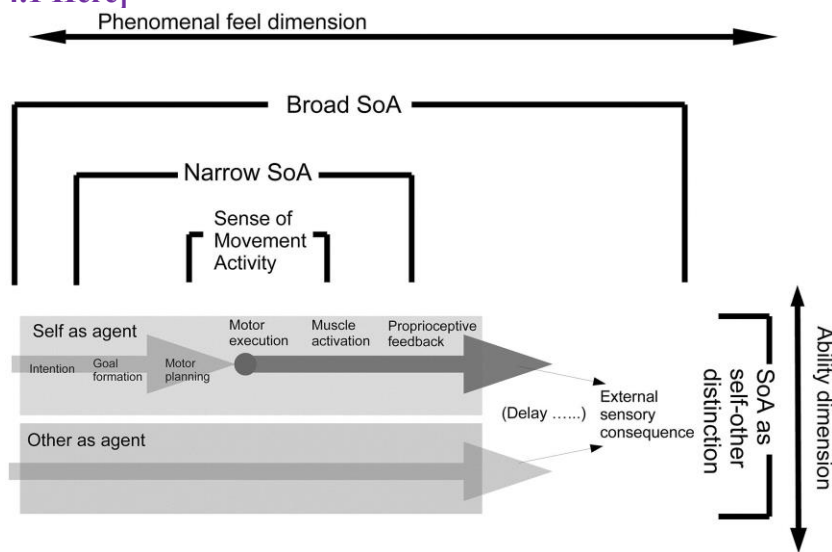 Phenomenal feel dimension
Broad SoA
Narrow SoA
Sense of
Movement
Activity
Self as agent
Intention
Goal
formation
Motor
planning
Motor
execution
Muscle
activation
Proprioceptive
feedback
(Delay ......)
External
sensory
consequence
Other as agent
SoA as
self-other
distinction
Ability dimension